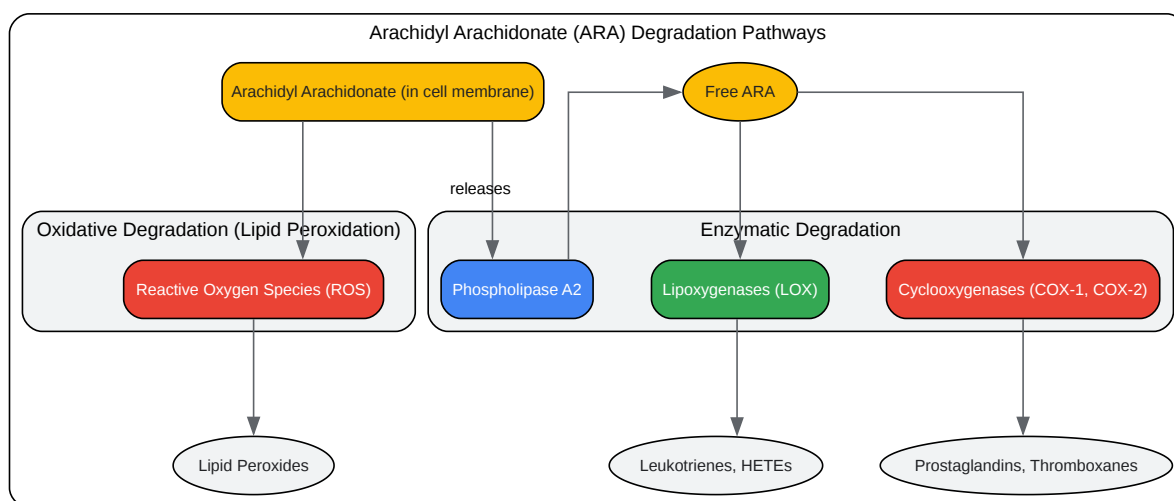 Arachidyl Arachidonate (ARA) Degradation Pathways
Arachidyl Arachidonate (in cell membrane)
Free ARA
releases
Oxidative Degradation (Lipid Peroxidation)
Enzymatic Degradation
Reactive Oxygen Species (ROS)
Phospholipase A2
Lipoxygenases (LOX)
Cyclooxygenases (COX-1, COX-2)
Lipid Peroxides
Leukotrienes, HETEs
Prostaglandins, Thromboxanes